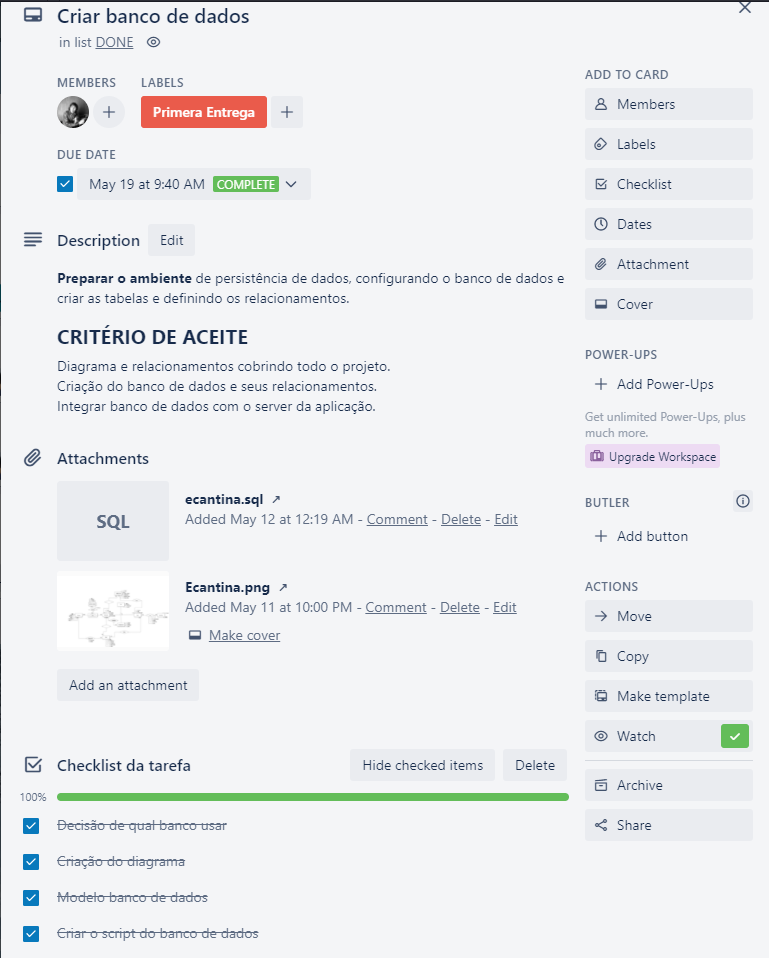 Criar banco de dados
in list DONE
MEMBERS LABELS
Primera Entrega
DUE DATE
May 19 at 9:40 AM COMPLETE
Description Edit
Preparar o ambiente de persistência de dados, configurando o banco de dados e
criar as tabelas e definindo os relacionamentos.
CRITÉRIO DE ACEITE
Diagrama e relacionamentos cobrindo todo o projeto.
Criação do banco de dados e seus relacionamentos.
Integrar banco de dados com o server da aplicação.
Attachments
SQL
ecantina.sql ↗
Added May 12 at 12:19 AM - Comment - Delete - Edit
Ecantina.png ↗
Added May 11 at 10:00 PM - Comment - Delete - Edit
Make cover
Add an attachment
Checklist da tarefa Hide checked items Delete
100%
Decisão de qual banco usar
Criação do diagrama
Modelo banco de dados
Criar o script do banco de dados
ADD TO CARD
Members
Labels
Checklist
Dates
Attachment
Cover
POWER-UPS
+ Add Power-Ups
Get unlimited Power-Ups, plus
much more.
Upgrade Workspace
BUTLER
+ Add button
ACTIONS
Move
Copy
Make template
Watch
Archive
Share